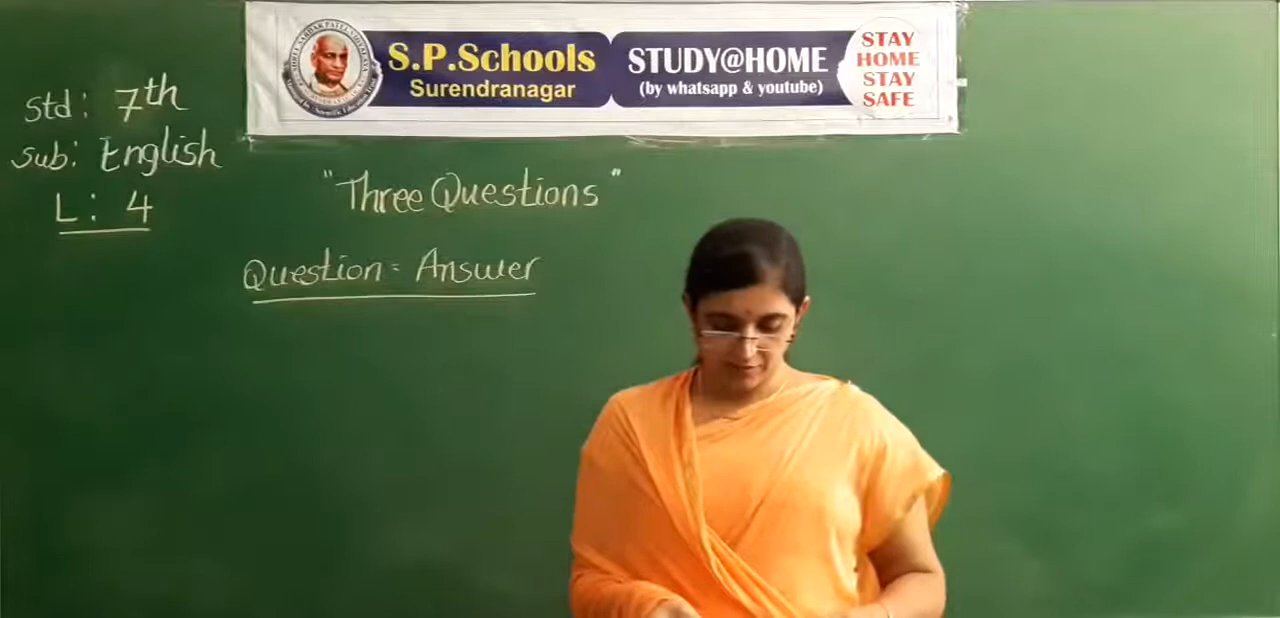 S.P.Schools
Surendranagar
STUDY@HOME
(by whatsapp & youtube)
STAY
HOME
STAY
SAFE
Std: 7th
Sub: English
L: 4
"Three Questions"
Question = Answer